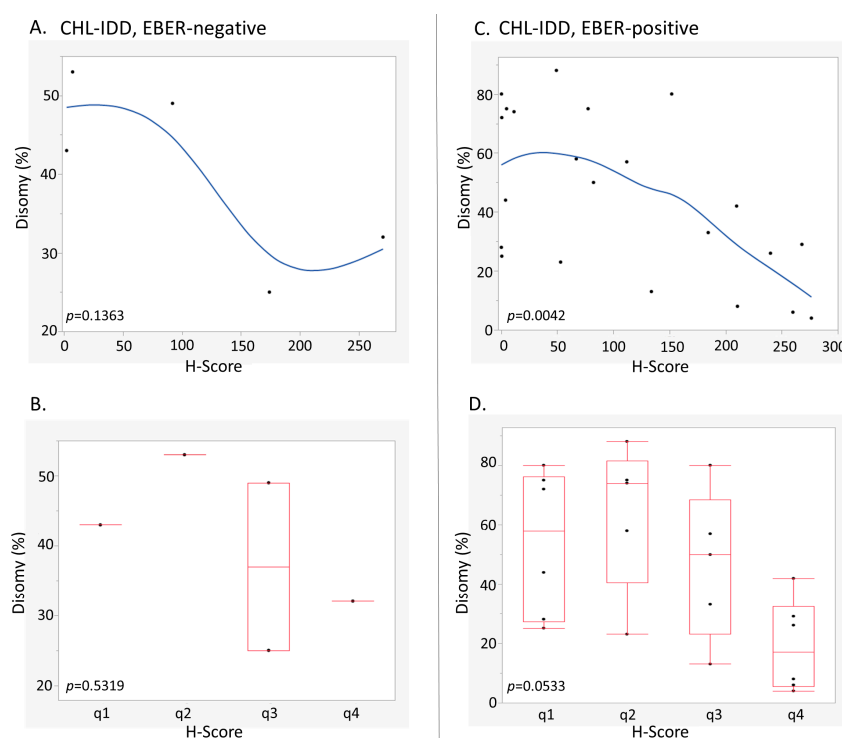 A. CHL-IDD, EBER-negative
Disomy (%)
50
40
30
20
p=0.1363
0 50 100 150 200 250
H-Score
B.
Disomy (%)
50
40
30
20
p=0.5319
q1 q2 q3 q4
H-Score
C. CHL-IDD, EBER-positive
Disomy (%)
80
60
40
20
0
p=0.0042
0 50 100 150 200 250 300
H-Score
D.
Disomy (%)
80
60
40
20
0
p=0.0533
q1 q2 q3 q4
H-Score